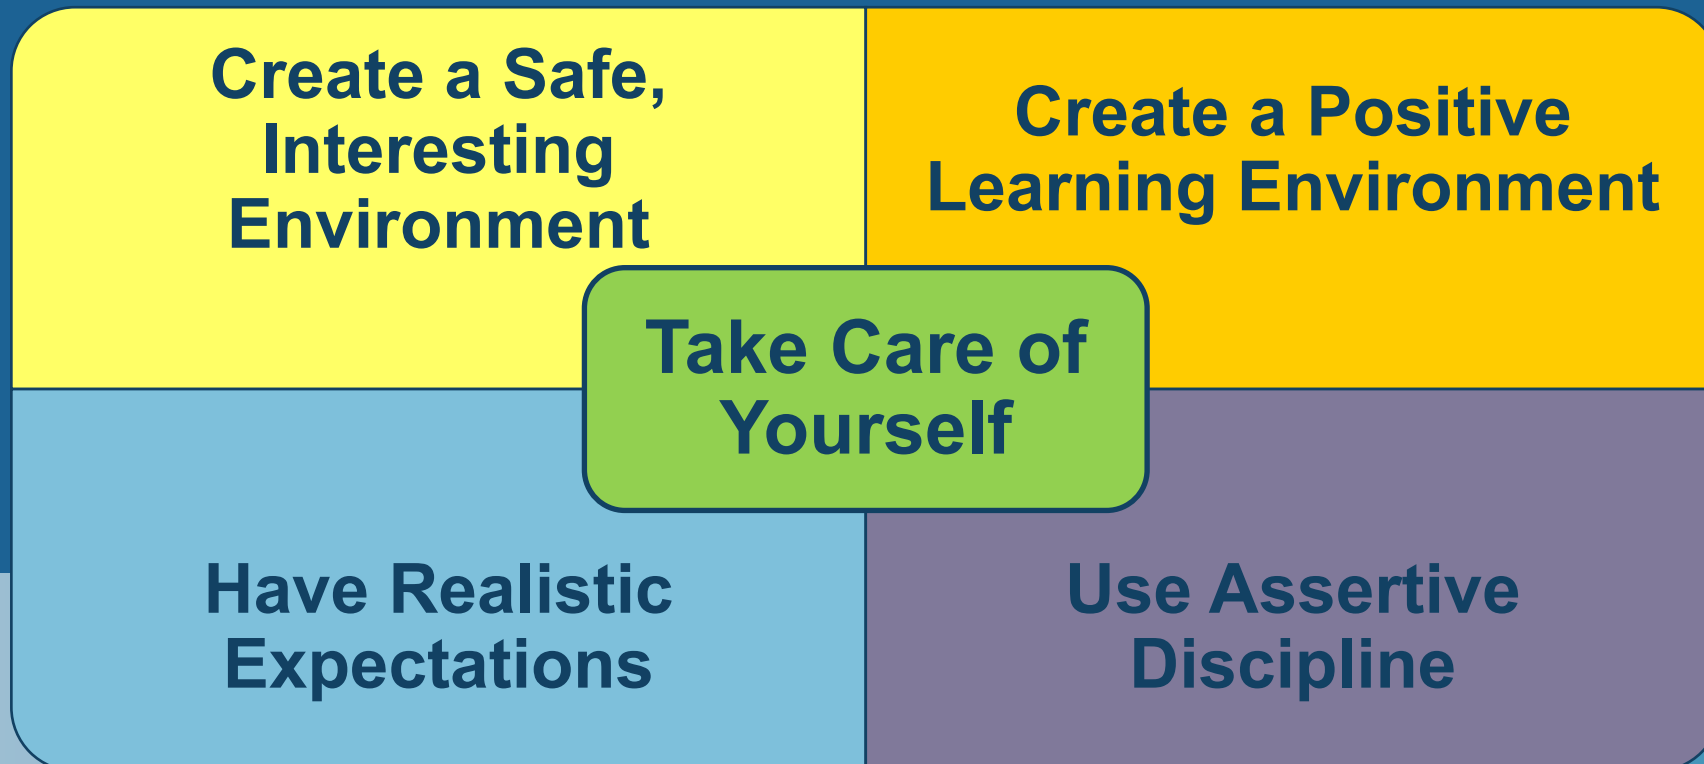 Create a Safe,
Interesting
Environment
Create a Positive
Learning Environment
Take Care of
Yourself
Have Realistic
Expectations
Use Assertive
Discipline